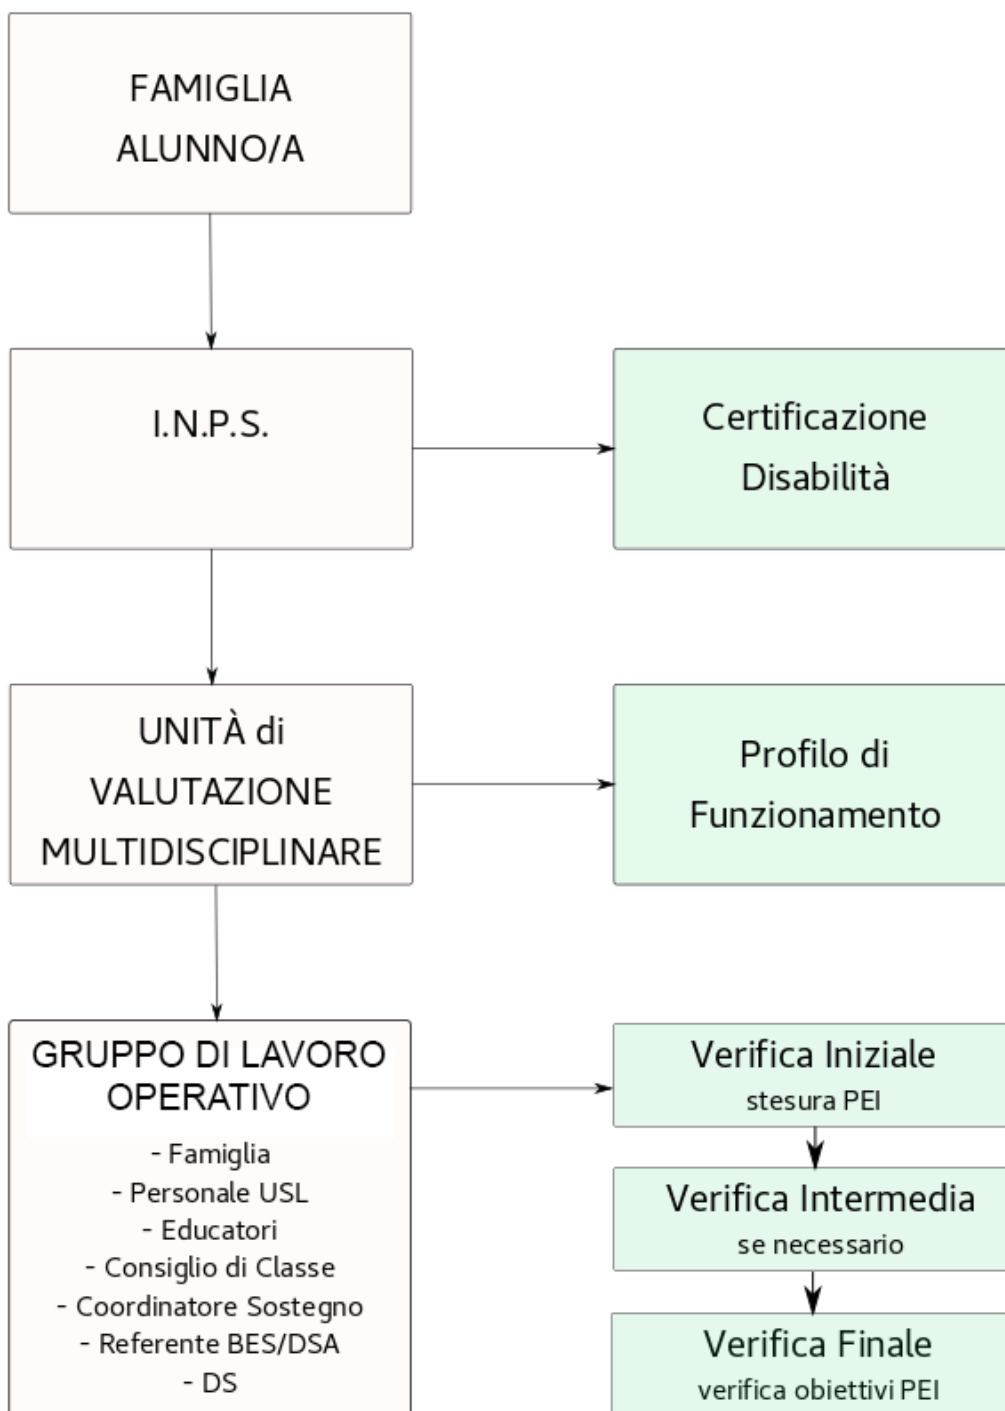 FAMIGLIA
ALUNNO/A
I.N.P.S.
Certificazione
Disabilità
UNITÀ di
VALUTAZIONE
MULTIDISCIPLINARE
Profilo di
Funzionamento
GRUPPO DI LAVORO
OPERATIVO
- Famiglia
- Personale USL
- Educatori
- Consiglio di Classe
- Coordinatore Sostegno
- Referente BES/DSA
- DS
Verifica Iniziale
stesura PEI
Verifica Intermedia
se necessario
Verifica Finale
verifica obiettivi PEI